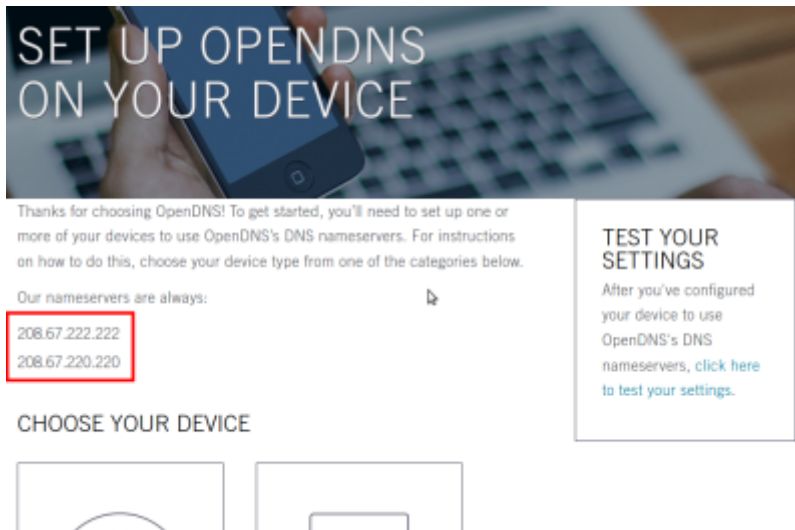 SET UP OPENDNS
ON YOUR DEVICE
Thanks for choosing OpenDNS! To get started, you'll need to set up one or
more of your devices to use OpenDNS's DNS nameservers. For instructions
on how to do this, choose your device type from one of the categories below.
Our nameservers are always:
208.67.222.222
208.67.220.220
CHOOSE YOUR DEVICE
TEST YOUR
SETTINGS
After you've configured
your device to use
OpenDNS's DNS
nameservers, click here
to test your settings.